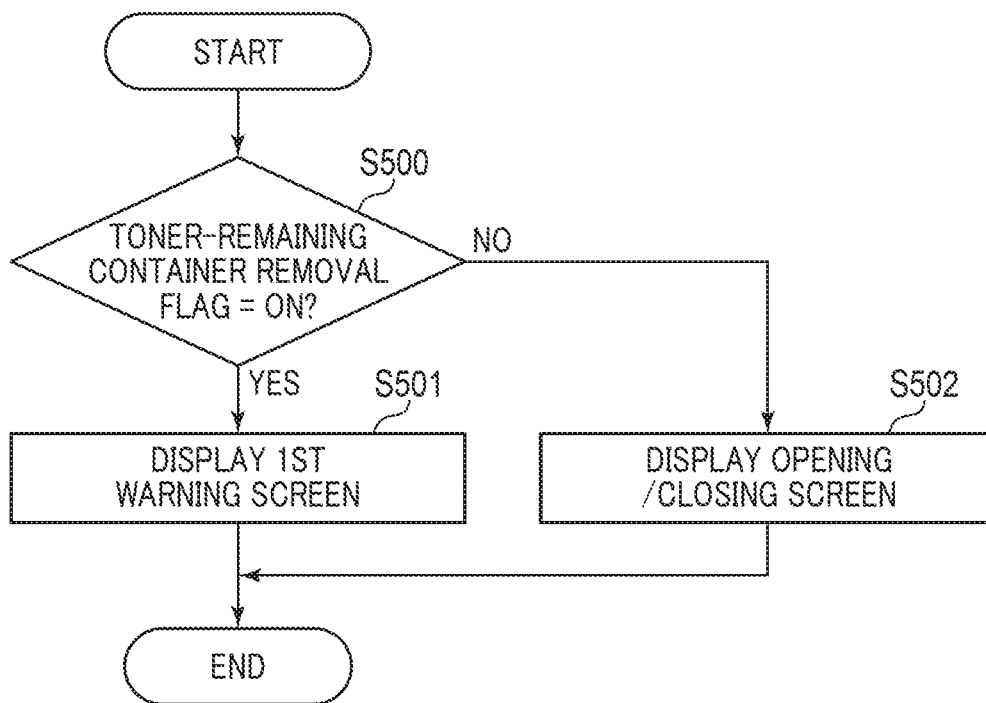 START
S500
TONER-REMAINING
CONTAINER REMOVAL
FLAG = ON?
NO
YES
S501
DISPLAY 1ST
WARNING SCREEN
S502
DISPLAY OPENING
/CLOSING SCREEN
END